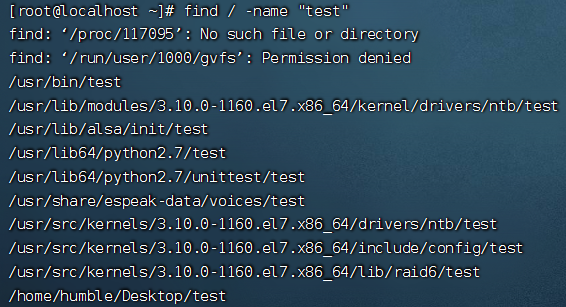 [root@localhost ~]# find / -name "test"
find: ‘/proc/117095’: No such file or directory
find: ‘/run/user/1000/gvfs’: Permission denied
/usr/bin/test
/usr/lib/modules/3.10.0-1160.el7.x86_64/kernel/drivers/ntb/test
/usr/lib/alsa/init/test
/usr/lib64/python2.7/test
/usr/lib64/python2.7/unittest/test
/usr/share/espeak-data/voices/test
/usr/src/kernels/3.10.0-1160.el7.x86_64/drivers/ntb/test
/usr/src/kernels/3.10.0-1160.el7.x86_64/include/config/test
/usr/src/kernels/3.10.0-1160.el7.x86_64/lib/raid6/test
/home/humble/Desktop/test